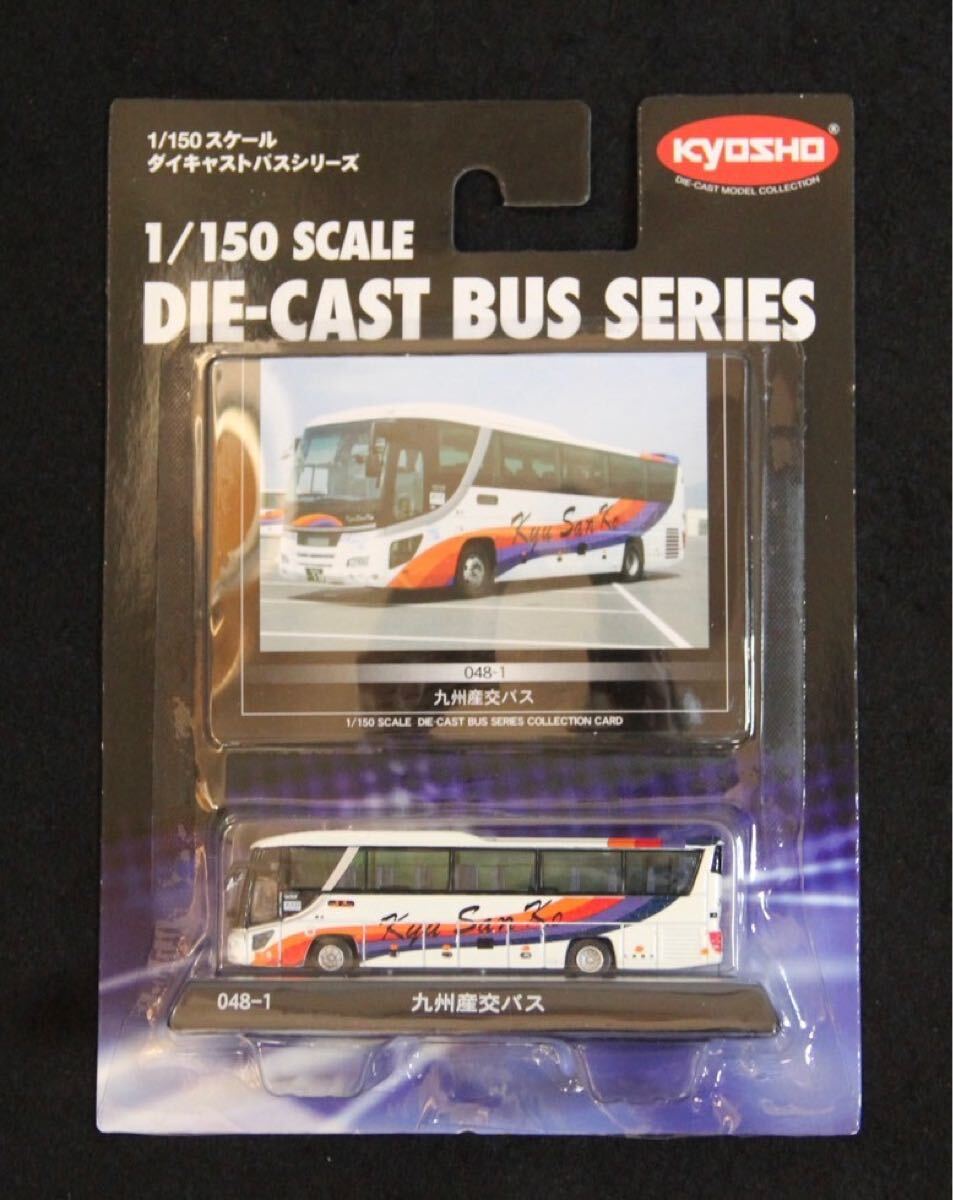 1/150 スケール
ダイキャストバスシリーズ
KYOSHO®
DIE-CAST MODEL COLLECTION
1/150 SCALE
DIE-CAST BUS SERIES
Kyu San Ko
048-1
九州産交バス
1/150 SCALE DIE-CAST BUS SERIES COLLECTION CARD
Kyu San Ko
048-1
九州産交バス